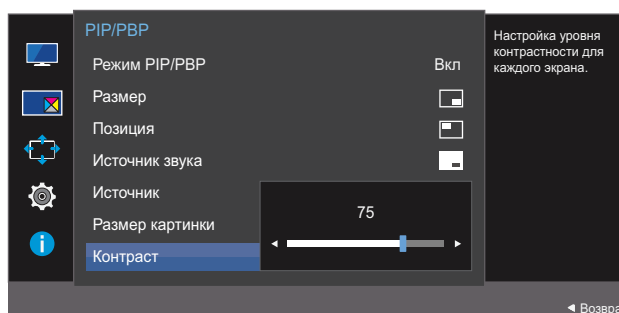 PIP/PBP
Режим PIP/PBP Вкл
Размер
Позиция
Источник звука
Источник
Размер картинки
Контраст
75
Настройка уровня
контрастности для
каждого экрана.